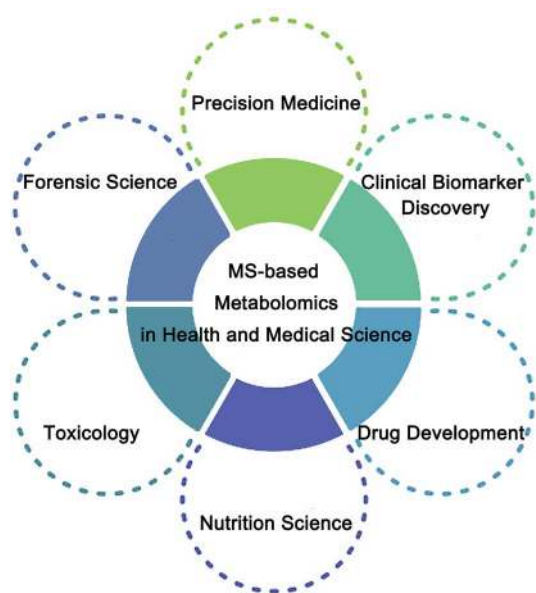 Precision Medicine
Forensic Science
Clinical Biomarker
Discovery
MS-based
Metabolomics
in Health and Medical Science
Toxicology
Drug Development
Nutrition Science